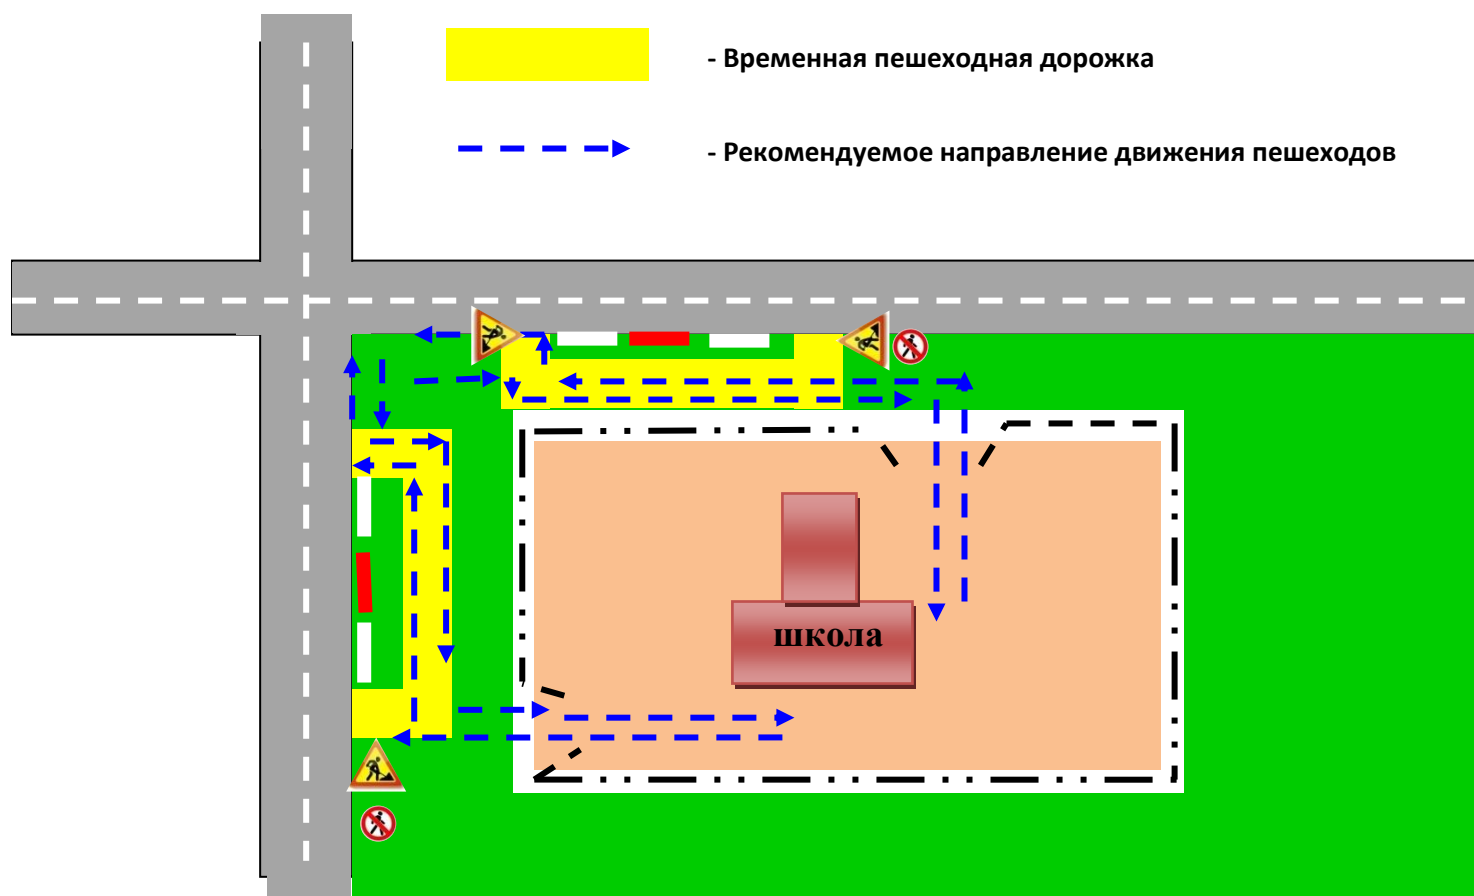 - Временная пешеходная дорожка
- Рекомендуемое направление движения пешеходов
школа